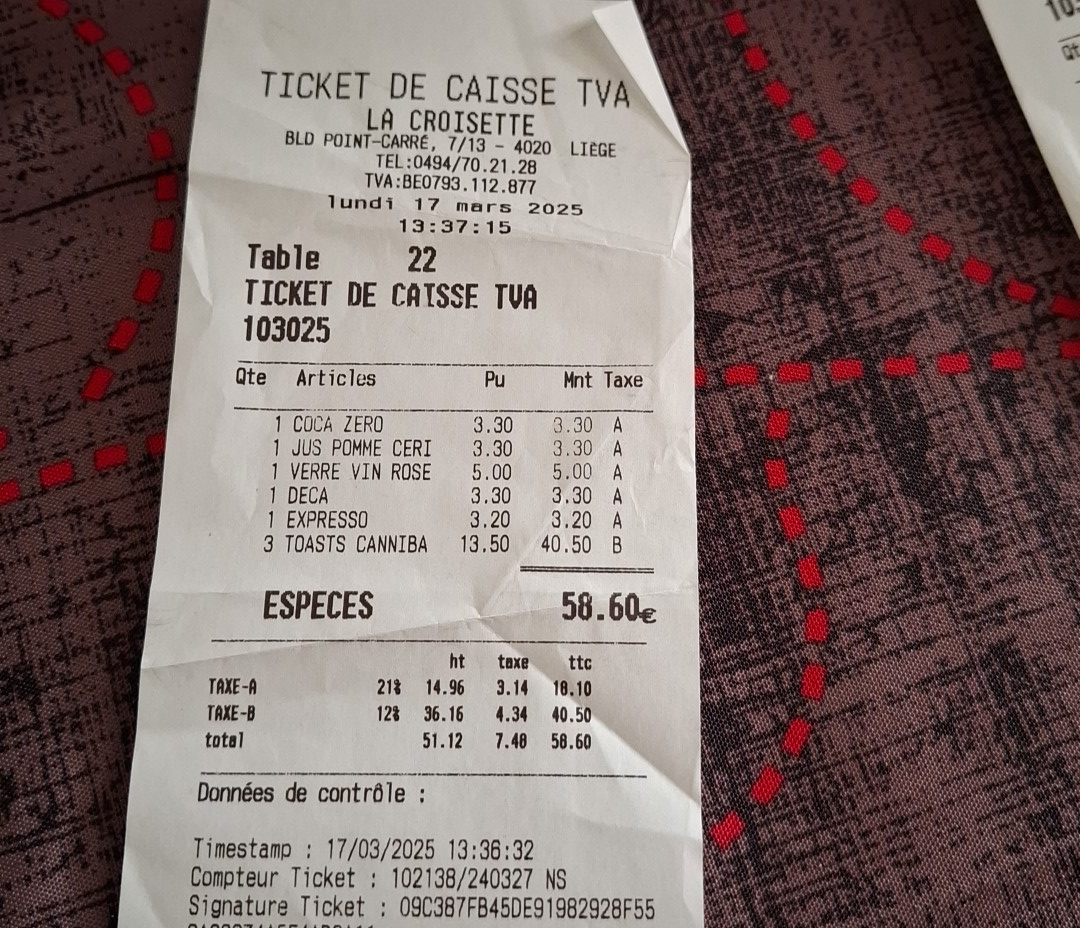 TICKET DE CAISSE TVA
LA CROISETTE
BLD POINT-CARRÉ, 7/13 - 4020 LIÈGE
TEL:0494/70.21.28
TVA:BE0793.112.877
lundi 17 mars 2025
13:37:15
Table 22
TICKET DE CAISSE TVA
103025
Qte Articles Pu Mnt Taxe
1 COCA ZERO 3.30 3.30 A
1 JUS POMME CERI 3.30 3.30 A
1 VERRE VIN ROSE 5.00 5.00 A
1 DECA 3.30 3.30 A
1 EXPRESSO 3.20 3.20 A
3 TOASTS CANNIBA 13.50 40.50 B
ESPECES 58.60€
ht taxe ttc
TAXE-A 21% 14.96 3.14 18.10
TAXE-B 12% 36.16 4.34 40.50
total 51.12 7.48 58.60
Données de contrôle :
Timestamp : 17/03/2025 13:36:32
Compteur Ticket : 102138/240327 NS
Signature Ticket : 09C387FB45DE91982928F55